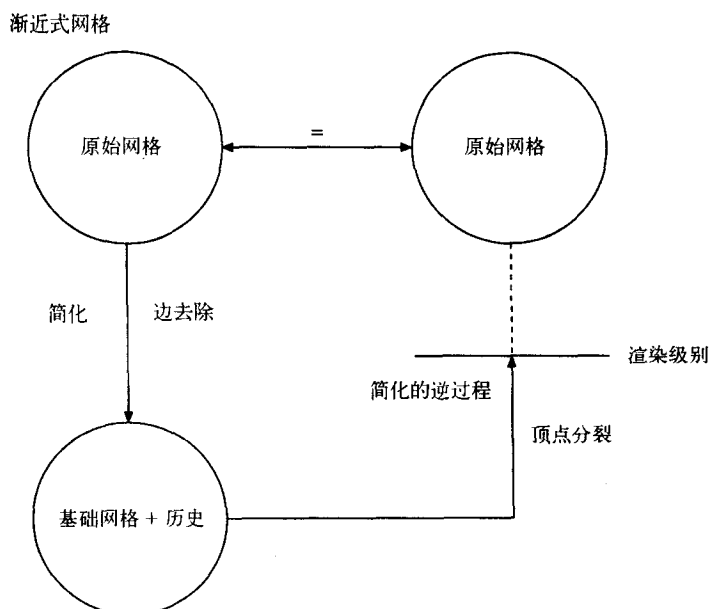 渐近式网格
原始网格
=
原始网格
简化
边去除
渲染级别
简化的逆过程
顶点分裂
基础网格 + 历史